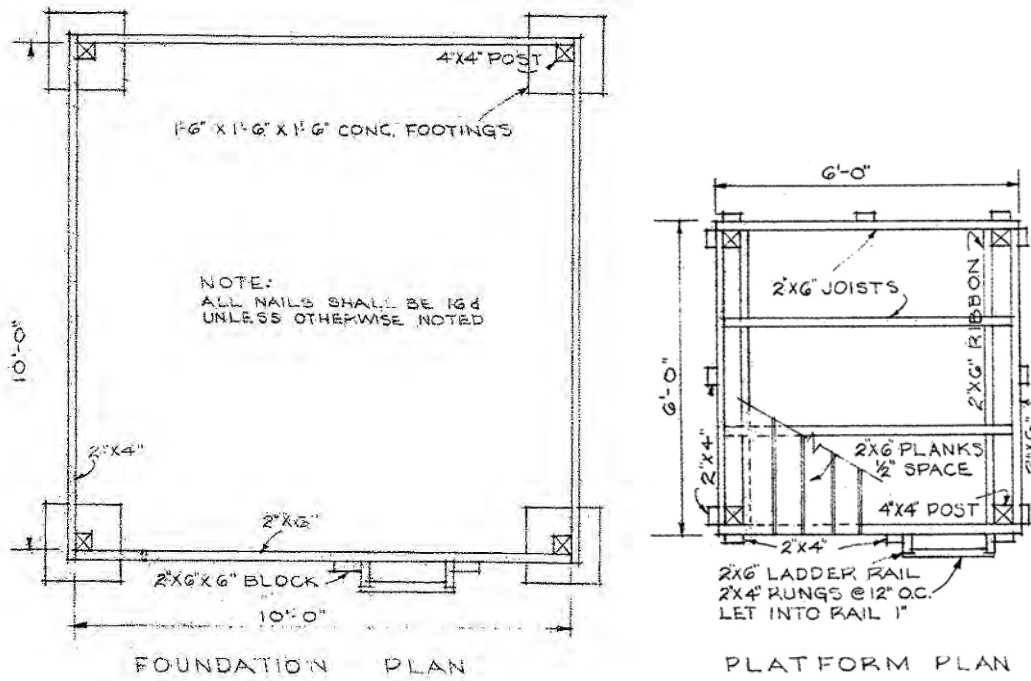 4"X4" POST
1'-6" X 1'-6" X 1'-6" CONC. FOOTINGS
NOTE:
ALL NAILS SHALL BE 16d
UNLESS OTHERWISE NOTED
10'-0"
2"X4"
2"X6"
2"X6"X6" BLOCK
10'-0"
FOUNDATION PLAN
6'-0"
2"X6" JOISTS
2"X6" RIBBON
6'-0"
2"X4"
2"X6" PLANKS
1/2" SPACE
4"X4" POST
2"X4"
2"X6" LADDER RAIL
2"X4" RUNGS @ 12" O.C.
LET INTO RAIL 1"
PLATFORM PLAN